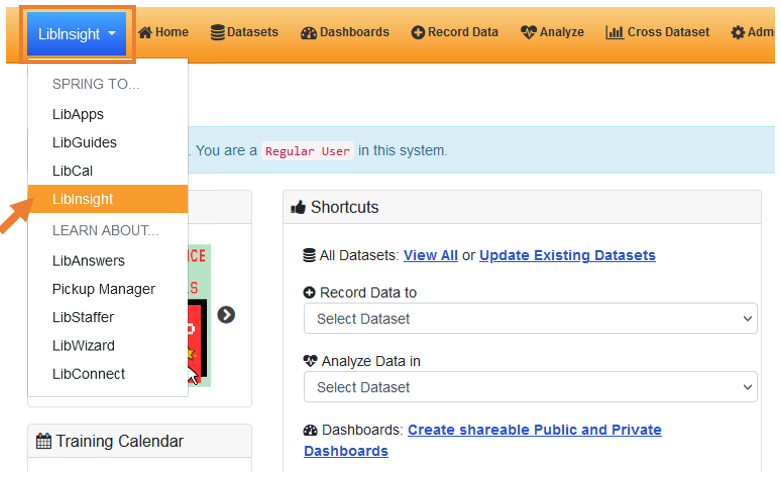 LibInsight Home Datasets Dashboards Record Data Analyze Cross Dataset Admi
SPRING TO...
LibApps
LibGuides
LibCal
LibInsight
LEARN ABOUT...
LibAnswers
Pickup Manager
LibStaffer
LibWizard
LibConnect
. You are a Regular User in this system.
Training Calendar
Shortcuts
All Datasets: View All or Update Existing Datasets
Record Data to
Select Dataset
Analyze Data in
Select Dataset
Dashboards: Create shareable Public and Private
Dashboards